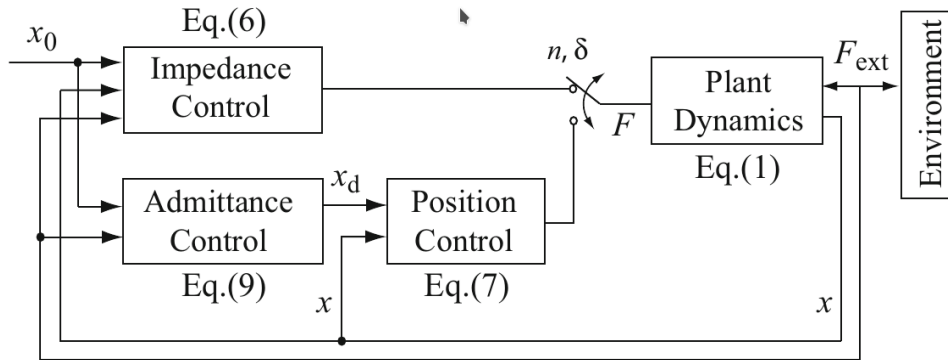 Eq.(6)
x0
Impedance
Control
n, δ
F
Plant
Dynamics
Eq.(1)
Fext
Environment
Admittance
Control
Eq.(9)
xd
Position
Control
Eq.(7)
x
x